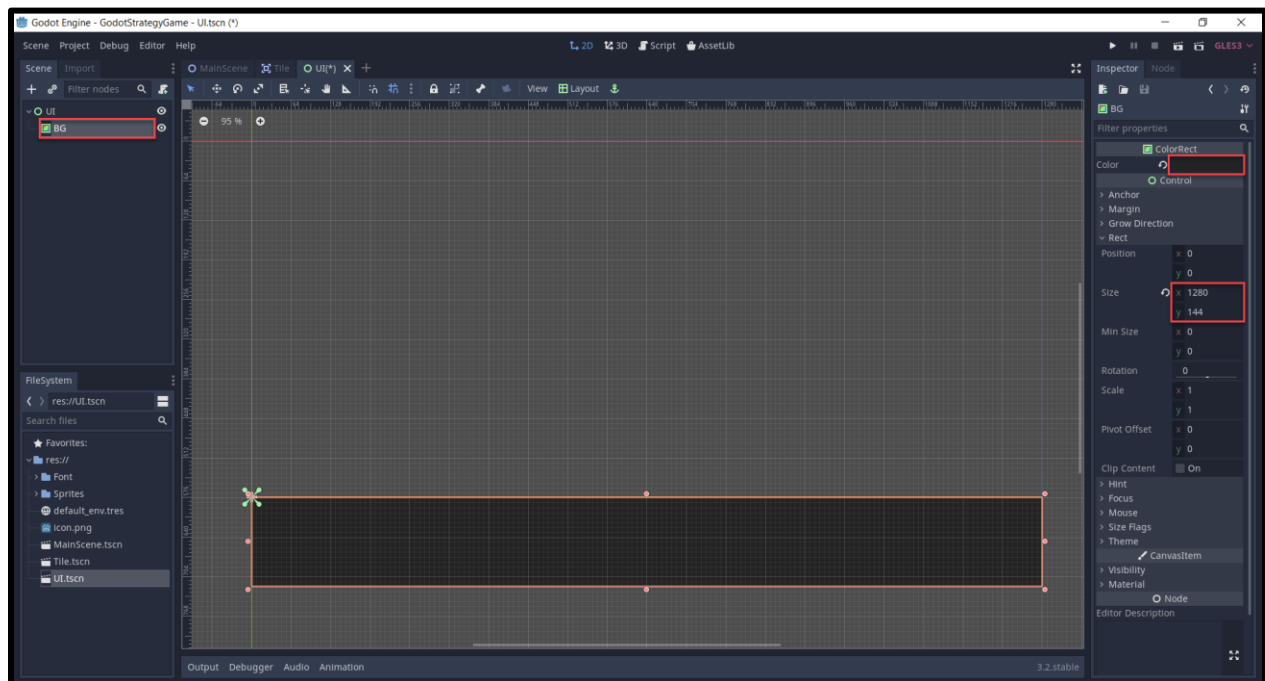 Godot Engine - GodotStrategyGame - UI.tscn (*)
Scene Project Debug Editor Help
2D 3D Script AssetLib
GLES3
Scene Import
MainScene Tile UI(*)
Inspector Node
Filter nodes
View Layout
UI
BG
95 %
BG
Filter properties
ColorRect
Color
Control
Anchor
Margin
Grow Direction
Rect
Position x 0
y 0
Size x 1280
y 144
Min Size x 0
y 0
Rotation 0
Scale x 1
y 1
Pivot Offset x 0
y 0
Clip Content On
Hint
Focus
Mouse
Size Flags
Theme
CanvasItem
Visibility
Material
Node
Editor Description
FileSystem
res://UI.tscn
Search files
Favorites:
res://
Font
Sprites
default_env.tres
icon.png
MainScene.tscn
Tile.tscn
UI.tscn
Output Debugger Audio Animation
3.2.stable